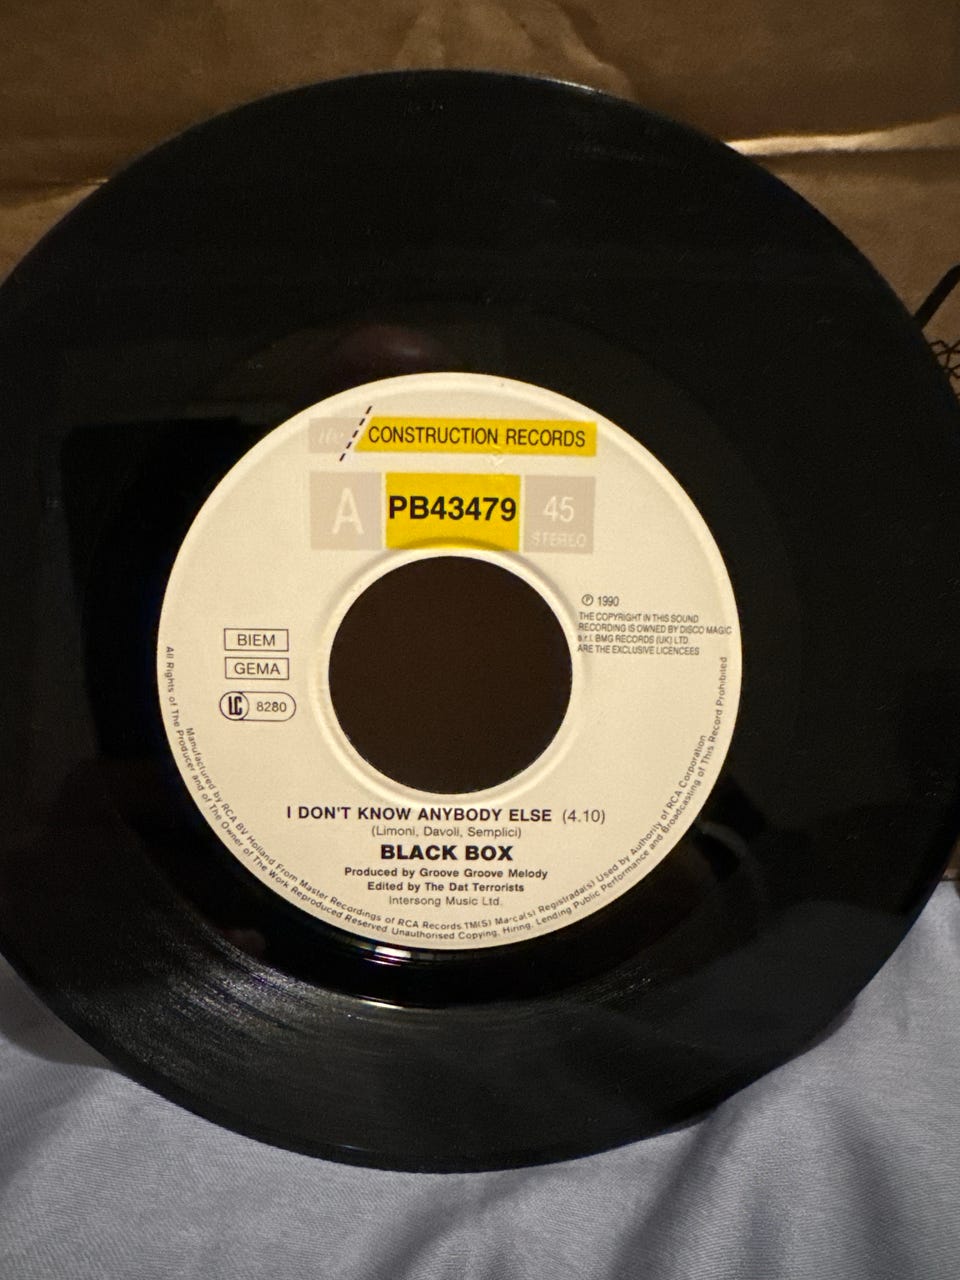 the CONSTRUCTION RECORDS
A PB43479 45
STEREO
℗ 1990
THE COPYRIGHT IN THIS SOUND
RECORDING IS OWNED BY DISCO MAGIC
s.r.l. BMG RECORDS (UK) LTD.
ARE THE EXCLUSIVE LICENCEES
BIEM
GEMA
LC 8280
I DON'T KNOW ANYBODY ELSE (4.10)
(Limoni, Davoli, Semplici)
BLACK BOX
Produced by Groove Groove Melody
Edited by The Dat Terrorists
Intersong Music Ltd.
Manufactured by RCA BV Holland From Master Recordings of RCA Records TM(S) Marca(s) Registrada(s) Used by Authority of RCA Corporation
All Rights of The Producer and of The Owner of The Work Reproduced Reserved Unauthorised Copying, Hiring, Lending Public Performance and Broadcasting of This Record Prohibited